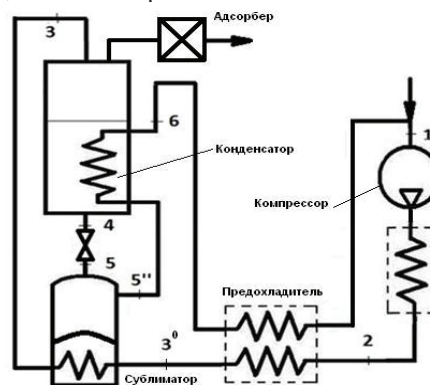 3
Адсорбер
6
1
Конденсатор
Компрессор
4
5
5"
Предохладитель
3⁰
2
Сублиматор